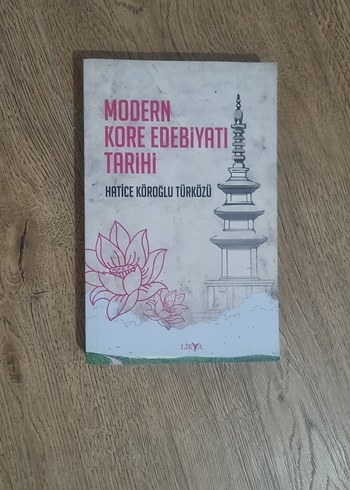 MODERN
KORE EDEBİYATI
TARİHİ
HATİCE KÖROĞLU TÜRKÖZÜ
LİKYA